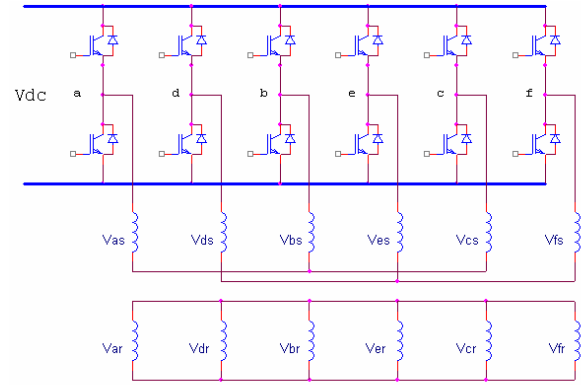 Vdc a d b e c f
Vas Vds Vbs Ves Vcs Vfs
Var Vdr Vbr Ver Vcr Vfr